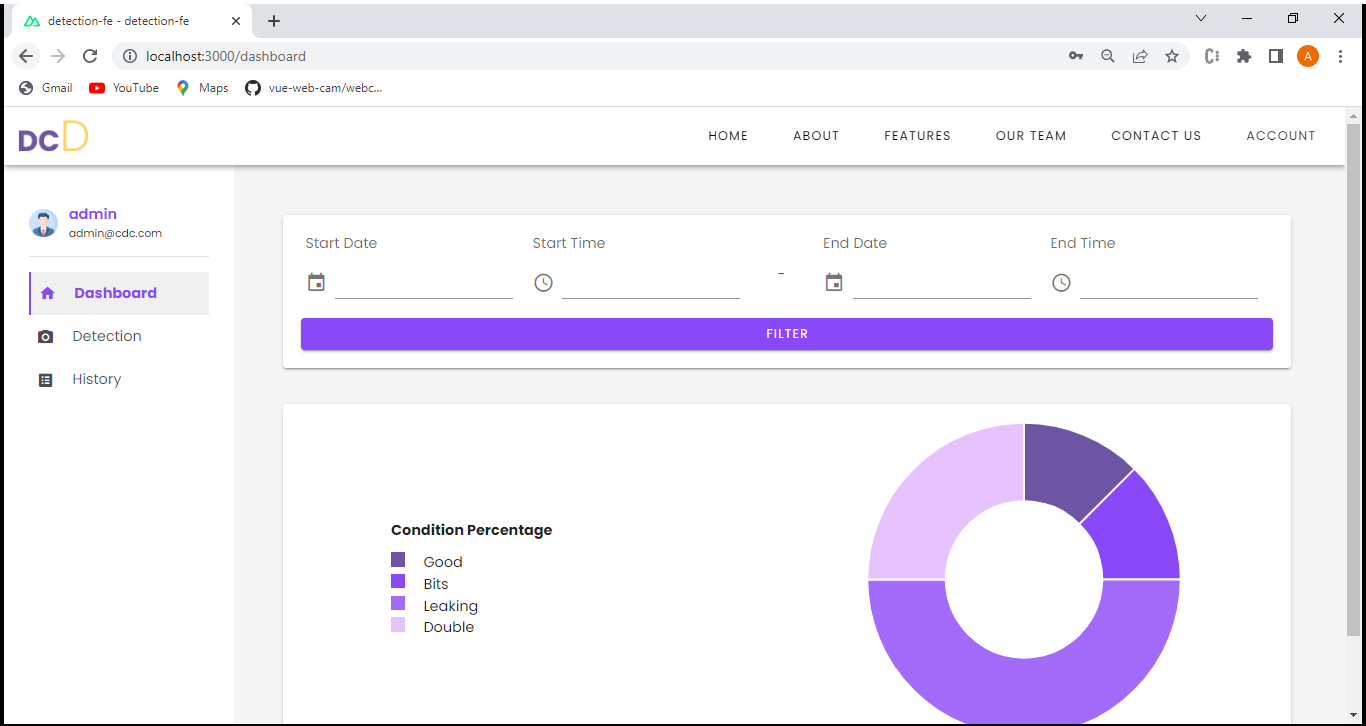 detection-fe - detection-fe
localhost:3000/dashboard
A
Gmail YouTube Maps vue-web-cam/webc...
DCD HOME ABOUT FEATURES OUR TEAM CONTACT US ACCOUNT
admin
admin@cdc.com
Dashboard
Detection
History
Start Date Start Time End Date End Time
-
FILTER
Condition Percentage
Good
Bits
Leaking
Double